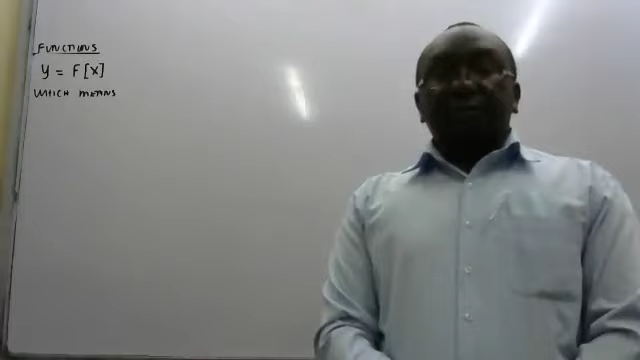 FUNCTIONS
y = F[x]
WHICH MEANS